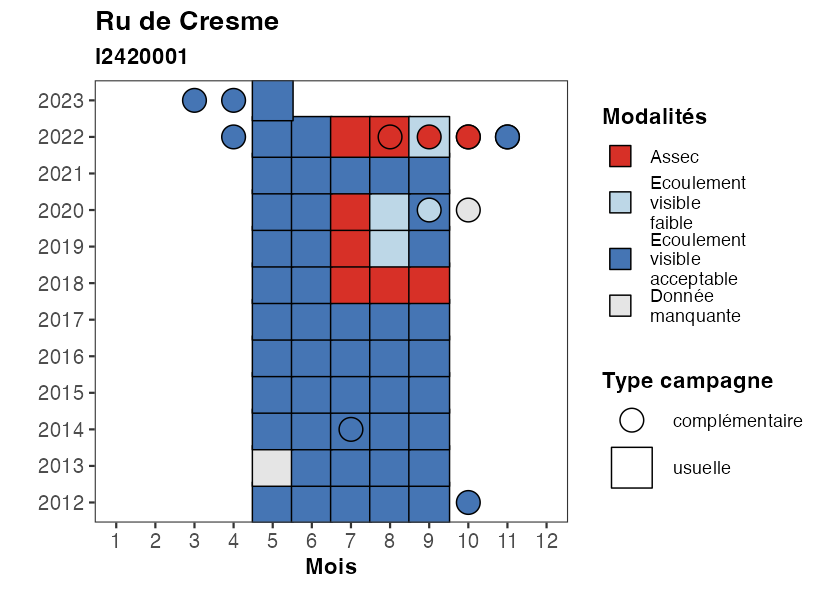 Ru de Cresme
I2420001
2023
2022
2021
2020
2019
2018
2017
2016
2015
2014
2013
2012
1 2 3 4 5 6 7 8 9 10 11 12
Mois
Modalités
Assec
Ecoulement
visible
faible
Ecoulement
visible
acceptable
Donnée
manquante
Type campagne
complémentaire
usuelle